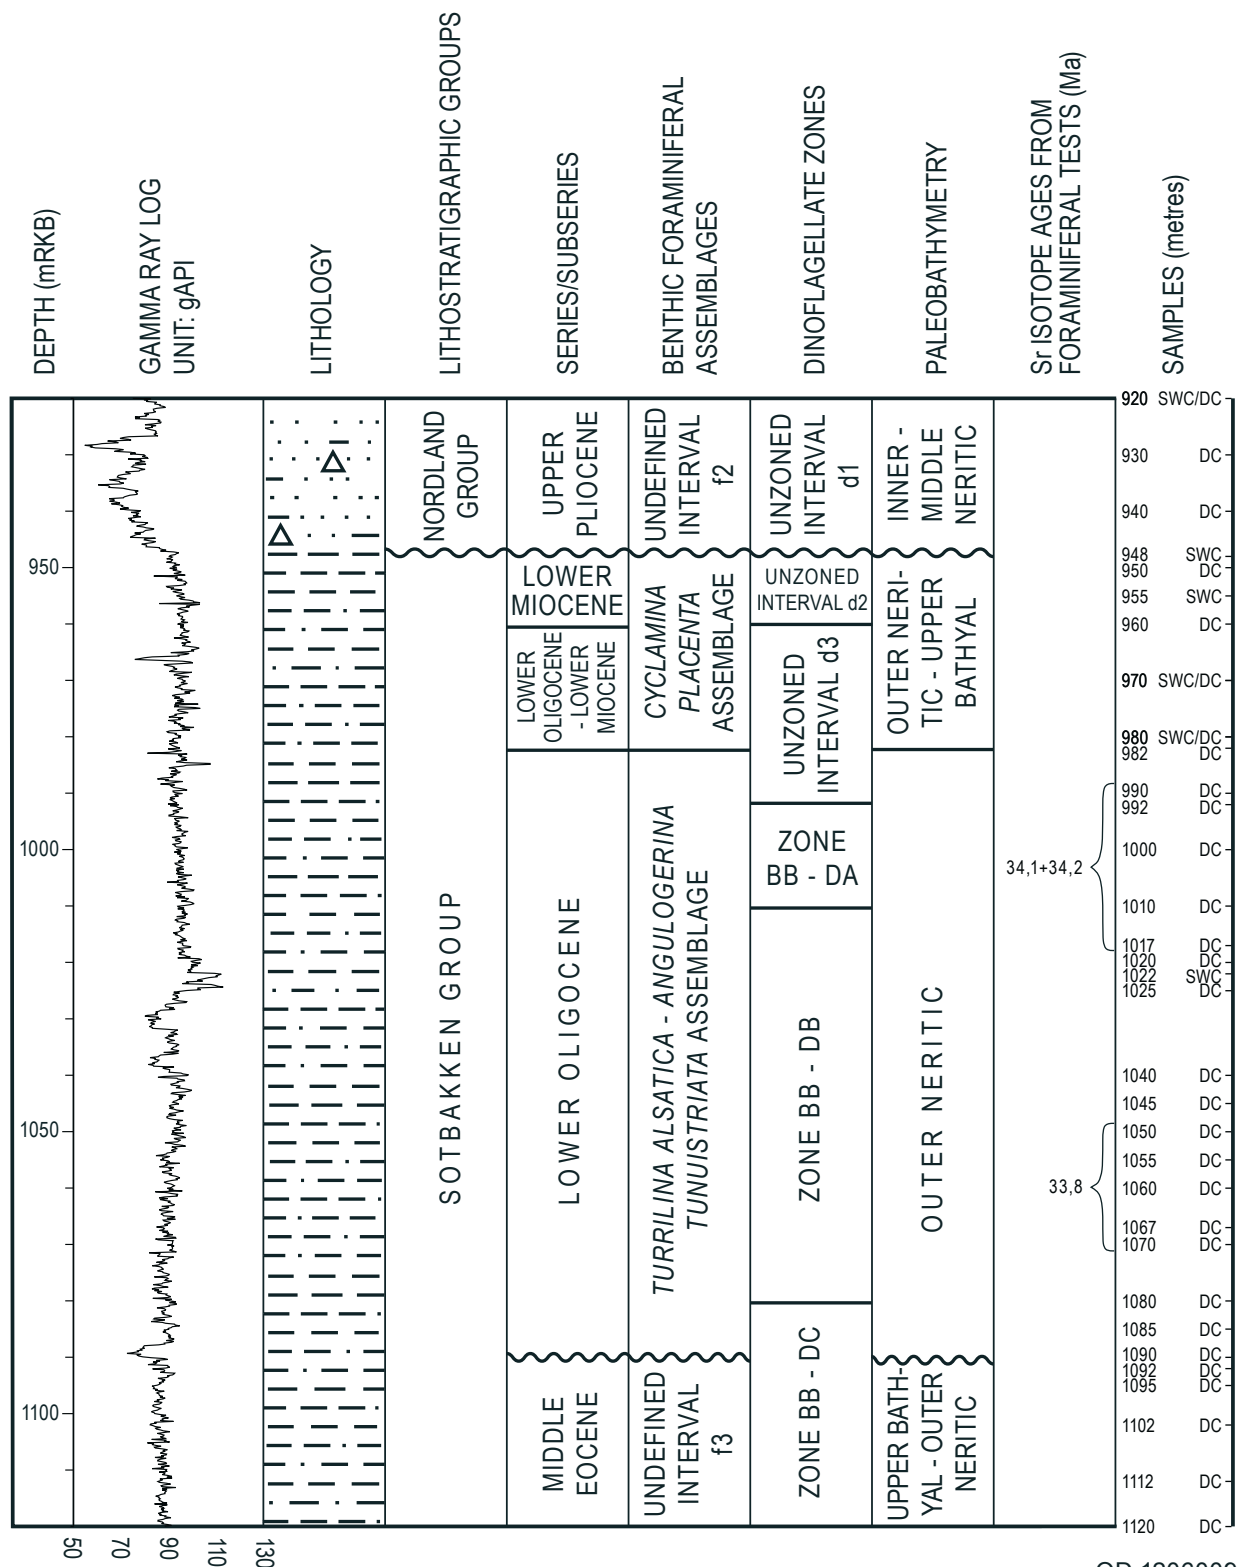 DEPTH (mRKB)
GAMMA RAY LOG
UNIT: gAPI
LITHOLOGY
LITHOSTRATIGRAPHIC GROUPS
SERIES/SUBSERIES
BENTHIC FORAMINIFERAL
ASSEMBLAGES
DINOFLAGELLATE ZONES
PALEOBATHYMETRY
Sr ISOTOPE AGES FROM
FORAMINIFERAL TESTS (Ma)
SAMPLES (metres)
950
1000
1050
1100
50
70
90
110
130
NORDLAND
GROUP
SOTBAKKEN GROUP
UPPER
PLIOCENE
LOWER
MIOCENE
LOWER
OLIGOCENE
- LOWER
MIOCENE
LOWER OLIGOCENE
MIDDLE
EOCENE
UNDEFINED
INTERVAL
f2
CYCLAMINA
PLACENTA
ASSEMBLAGE
TURRILINA ALSATICA - ANGULOGERINA
TUNUISTRIATA ASSEMBLAGE
UNDEFINED
INTERVAL
f3
UNZONED
INTERVAL
d1
UNZONED
INTERVAL d2
UNZONED
INTERVAL d3
ZONE
BB - DA
ZONE BB - DB
ZONE BB - DC
INNER -
MIDDLE
NERITIC
OUTER NERI-
TIC - UPPER
BATHYAL
OUTER NERITIC
UPPER BATH-
YAL - OUTER
NERITIC
34,1+34,2
33,8
920 SWC/DC
930 DC
940 DC
948 SWC
950 DC
955 SWC
960 DC
970 SWC/DC
980 SWC/DC
982 DC
990 DC
992 DC
1000 DC
1010 DC
1017 DC
1020 DC
1022 SWC
1025 DC
1040 DC
1045 DC
1050 DC
1055 DC
1060 DC
1067 DC
1070 DC
1080 DC
1085 DC
1090 DC
1092 DC
1095 DC
1102 DC
1112 DC
1120 DC